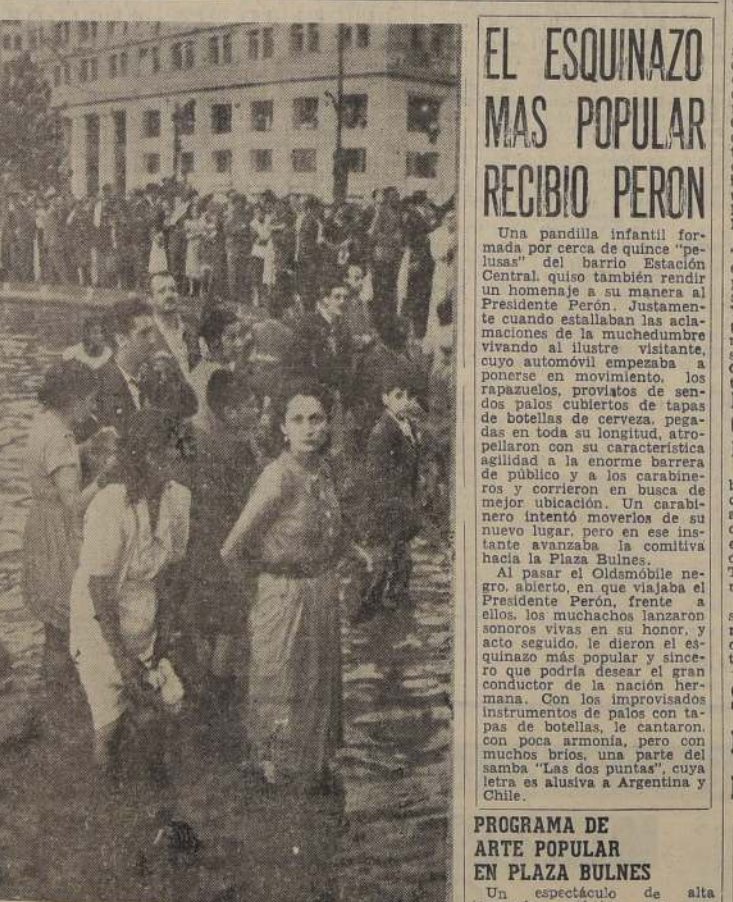 EL ESQUINAZO
MAS POPULAR
RECIBIO PERON
Una pandilla infantil for-
mada por cerca de quince "pe-
lusas" del barrio Estación
Central, quiso también rendir
un homenaje a su manera al
Presidente Perón. Justamen-
te cuando estallaban las acla-
maciones de la muchedumbre
vivando al ilustre visitante,
cuyo automóvil empezaba a
ponerse en movimiento, los
rapazuelos, provistos de sen-
dos palos cubiertos de tapas
de botellas de cerveza, pega-
das en toda su longitud, atro-
pellaron con su característica
agilidad a la enorme barrera
de público y a los carabine-
ros y corrieron en busca de
mejor ubicación. Un carabi-
nero intentó moverlos de su
nuevo lugar, pero en ese ins-
tante avanzaba la comitiva
hacia la Plaza Bulnes.
Al pasar el Oldsmóbile ne-
gro, abierto, en que viajaba el
Presidente Perón, frente a
ellos, los muchachos lanzaron
sonoros vivas en su honor, y
acto seguido, le dieron el es-
quinazo más popular y since-
ro que podría desear el gran
conductor de la nación her-
mana. Con los improvisados
instrumentos de palos con ta-
pas de botellas, le cantaron,
con poca armonía, pero con
muchos bríos, una parte del
samba "Las dos puntas", cuya
letra es alusiva a Argentina y
Chile.
PROGRAMA DE
ARTE POPULAR
EN PLAZA BULNES
Un espectáculo de alta